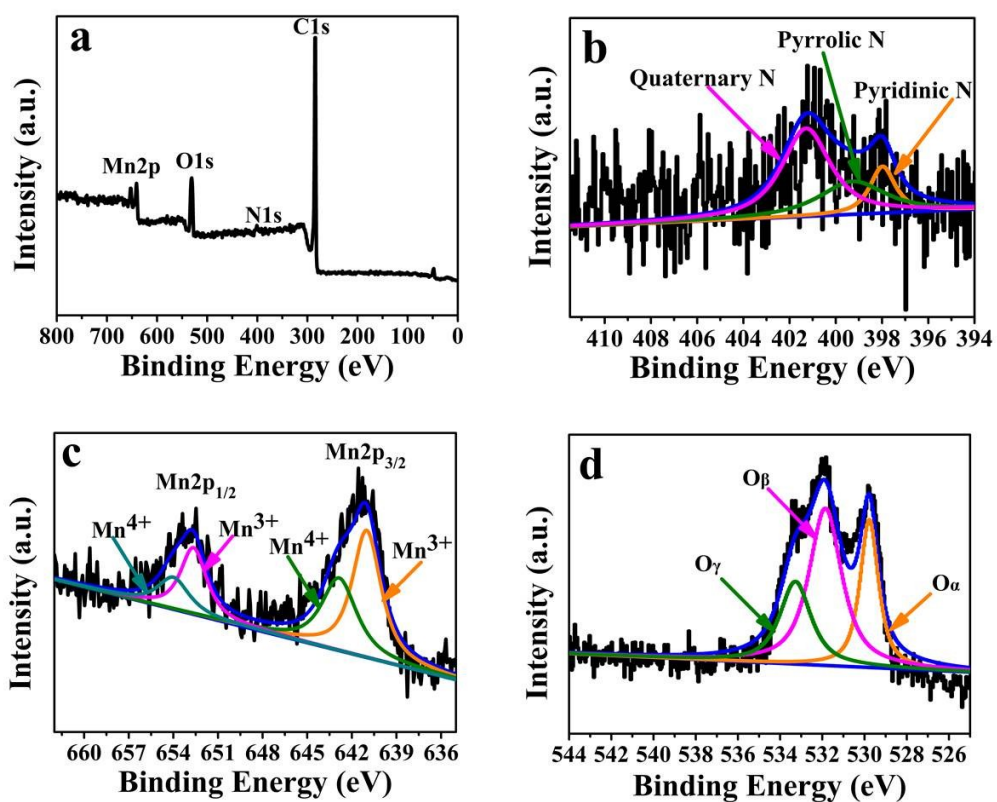 a
C1s
Mn2p
O1s
N1s
Intensity (a.u.)
800 700 600 500 400 300 200 100 0
Binding Energy (eV)
b
Pyrrolic N
Quaternary N
Pyridinic N
Intensity (a.u.)
410 408 406 404 402 400 398 396 394
Binding Energy (eV)
c
Mn2p3/2
Mn2p1/2
Mn4+
Mn3+
Mn4+
Mn3+
Intensity (a.u.)
660 657 654 651 648 645 642 639 636
Binding Energy (eV)
d
Oβ
Oγ
Oα
Intensity (a.u.)
544 542 540 538 536 534 532 530 528 526
Binding Energy (eV)